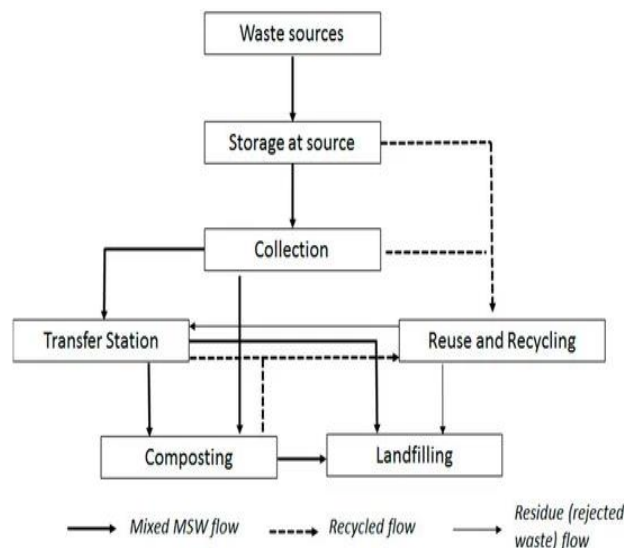 Waste sources
Storage at source
Collection
Transfer Station
Reuse and Recycling
Composting
Landfilling
Mixed MSW flow
Recycled flow
Residue (rejected
waste) flow